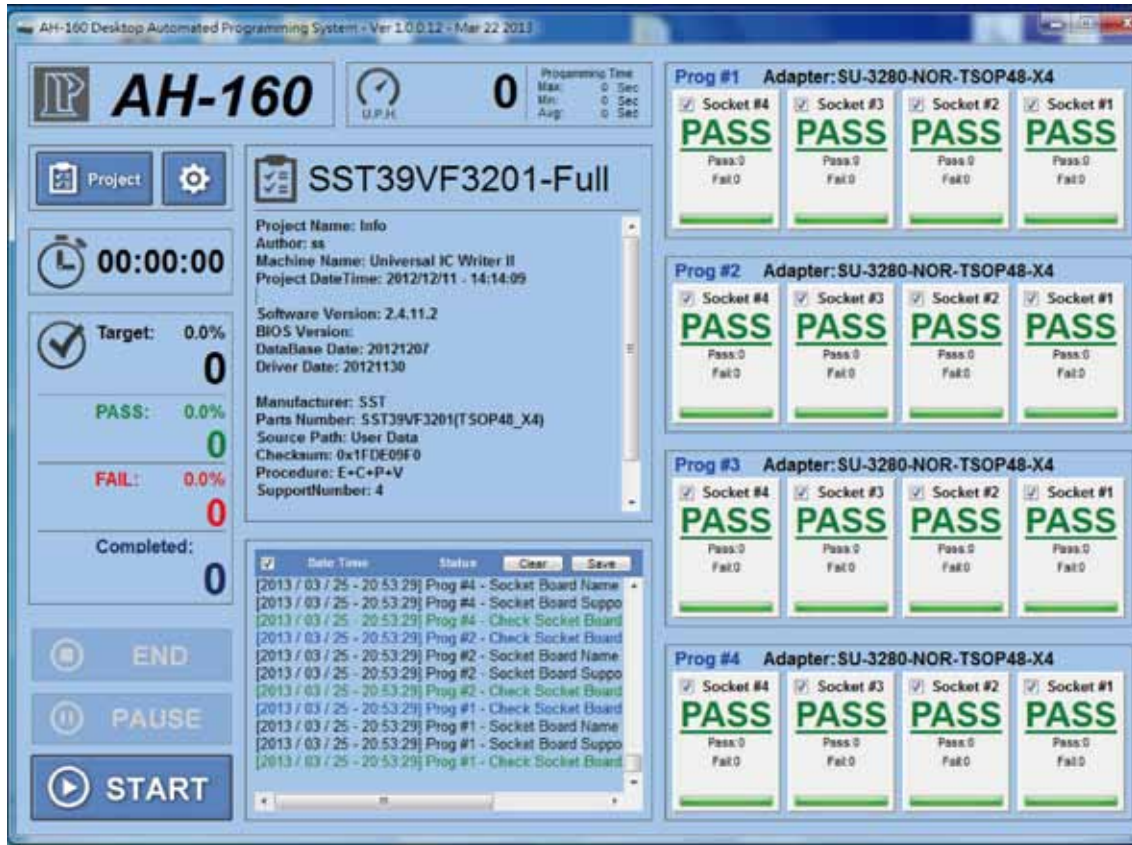 AH-160 Desktop Automated Programming System - Ver 1.0.0.12 - Mar 22 2013
AH-160
U.P.H.
0
Progamming Time
Max: 0 Sec
Min: 0 Sec
Avg: 0 Sec
Project
00:00:00
Target: 0.0%
0
PASS: 0.0%
0
FAIL: 0.0%
0
Completed:
0
END
PAUSE
START
SST39VF3201-Full
Project Name: Info
Author: ss
Machine Name: Universal IC Writer II
Project DateTime: 2012/12/11 - 14:14:09
Software Version: 2.4.11.2
BIOS Version:
DataBase Date: 20121207
Driver Date: 20121130
Manufacturer: SST
Parts Number: SST39VF3201(TSOP48_X4)
Source Path: User Data
Checksum: 0x1FDE09F0
Procedure: E+C+P+V
SupportNumber: 4
Date Time Status Clear Save
[2013 / 03 / 25 - 20:53:29] Prog #4 - Socket Board Name
[2013 / 03 / 25 - 20:53:29] Prog #4 - Socket Board Suppo
[2013 / 03 / 25 - 20:53:29] Prog #4 - Check Socket Board
[2013 / 03 / 25 - 20:53:29] Prog #2 - Check Socket Board
[2013 / 03 / 25 - 20:53:29] Prog #2 - Socket Board Name
[2013 / 03 / 25 - 20:53:29] Prog #2 - Socket Board Suppo
[2013 / 03 / 25 - 20:53:29] Prog #2 - Check Socket Board
[2013 / 03 / 25 - 20:53:29] Prog #1 - Check Socket Board
[2013 / 03 / 25 - 20:53:29] Prog #1 - Socket Board Name
[2013 / 03 / 25 - 20:53:29] Prog #1 - Socket Board Suppo
[2013 / 03 / 25 - 20:53:29] Prog #1 - Check Socket Board
Prog #1 Adapter:SU-3280-NOR-TSOP48-X4
Socket #4 Socket #3 Socket #2 Socket #1
PASS PASS PASS PASS
Pass:0 Pass:0 Pass:0 Pass:0
Fail:0 Fail:0 Fail:0 Fail:0
Prog #2 Adapter:SU-3280-NOR-TSOP48-X4
Socket #4 Socket #3 Socket #2 Socket #1
PASS PASS PASS PASS
Pass:0 Pass:0 Pass:0 Pass:0
Fail:0 Fail:0 Fail:0 Fail:0
Prog #3 Adapter:SU-3280-NOR-TSOP48-X4
Socket #4 Socket #3 Socket #2 Socket #1
PASS PASS PASS PASS
Pass:0 Pass:0 Pass:0 Pass:0
Fail:0 Fail:0 Fail:0 Fail:0
Prog #4 Adapter:SU-3280-NOR-TSOP48-X4
Socket #4 Socket #3 Socket #2 Socket #1
PASS PASS PASS PASS
Pass:0 Pass:0 Pass:0 Pass:0
Fail:0 Fail:0 Fail:0 Fail:0